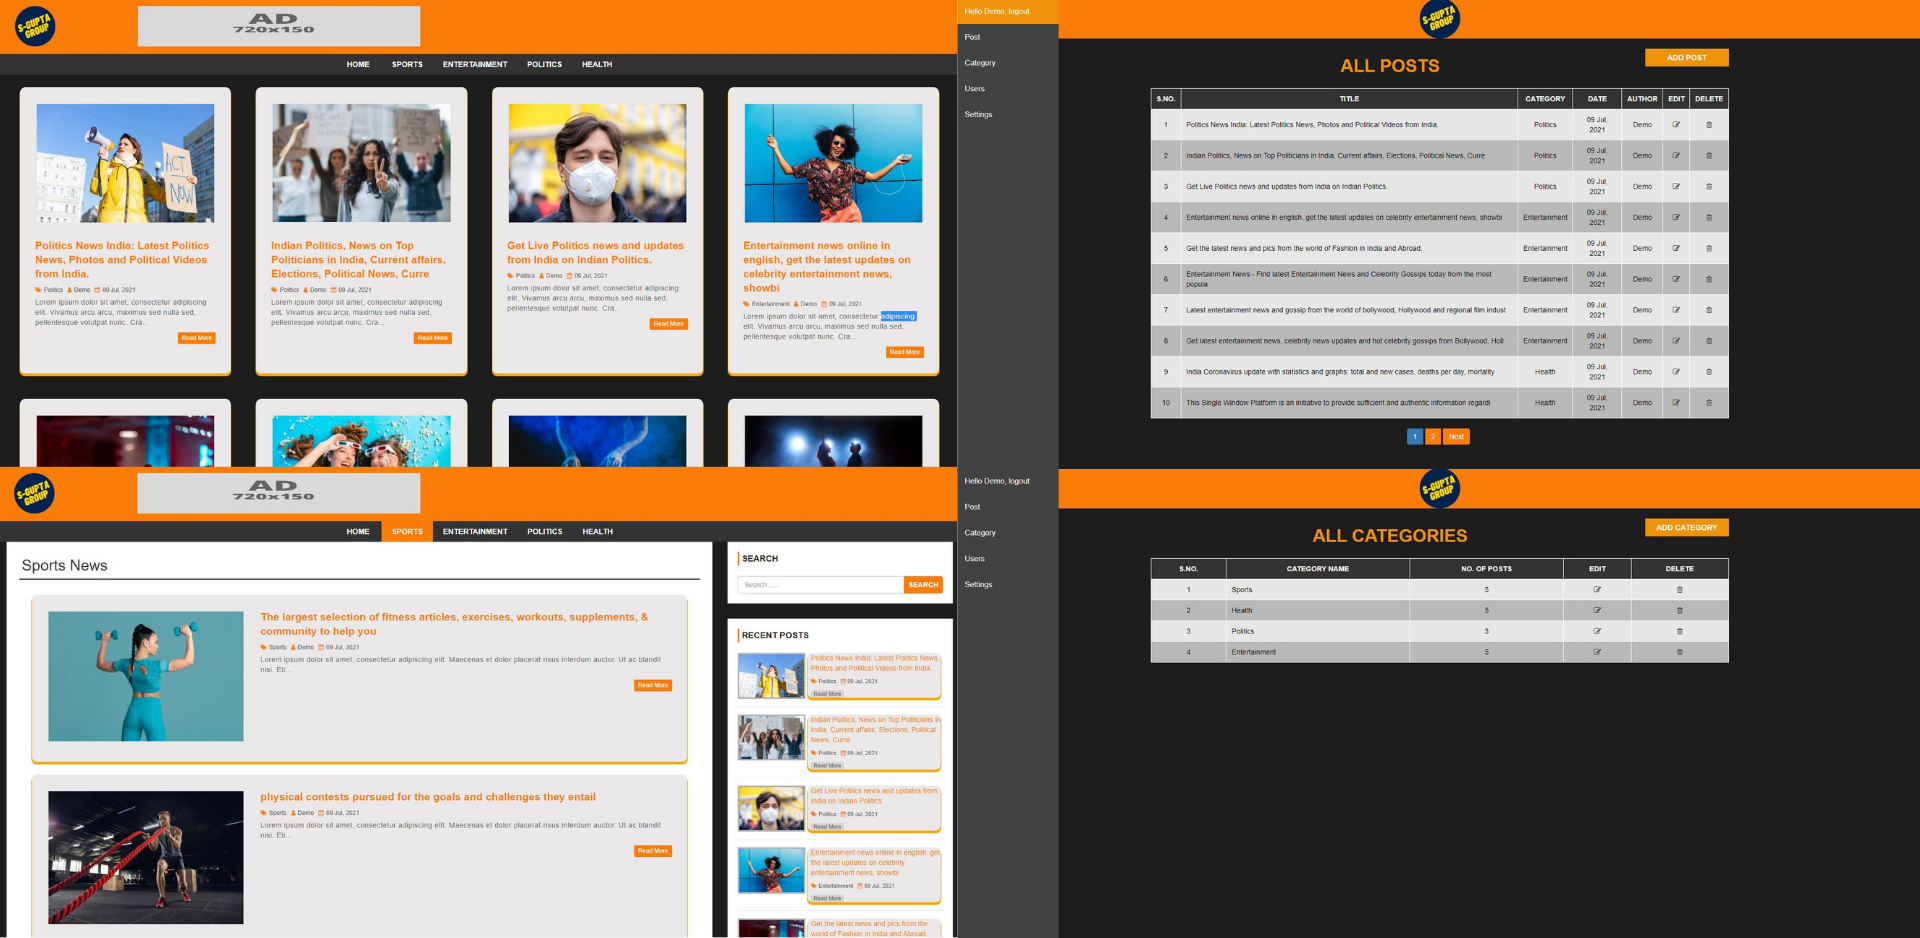 S-GUPTA
GROUP
AD
720x150
HOME SPORTS ENTERTAINMENT POLITICS HEALTH
ACT
NOW
Politics News India: Latest Politics
News, Photos and Political Videos
from India.
Politics Demo 09 Jul, 2021
Lorem ipsum dolor sit amet, consectetur adipiscing
elit. Vivamus arcu arcu, maximus sed nulla sed,
pellentesque volutpat nunc. Cra...
Read More
Indian Politics, News on Top
Politicians in India, Current affairs,
Elections, Political News, Curre
Politics Demo 09 Jul, 2021
Lorem ipsum dolor sit amet, consectetur adipiscing
elit. Vivamus arcu arcu, maximus sed nulla sed,
pellentesque volutpat nunc. Cra...
Read More
Get Live Politics news and updates
from India on Indian Politics.
Politics Demo 09 Jul, 2021
Lorem ipsum dolor sit amet, consectetur adipiscing
elit. Vivamus arcu arcu, maximus sed nulla sed,
pellentesque volutpat nunc. Cra...
Read More
Entertainment news online in
english, get the latest updates on
celebrity entertainment news,
showbi
Entertainment Demo 09 Jul, 2021
Lorem ipsum dolor sit amet, consectetur adipiscing
elit. Vivamus arcu arcu, maximus sed nulla sed,
pellentesque volutpat nunc. Cra...
Read More
Hello Demo, logout
Post
Category
Users
Settings
S-GUPTA
GROUP
ALL POSTS
ADD POST
S.NO. TITLE CATEGORY DATE AUTHOR EDIT DELETE
1 Politics News India: Latest Politics News, Photos and Political Videos from India. Politics 09 Jul, 2021 Demo
2 Indian Politics, News on Top Politicians in India, Current affairs, Elections, Political News, Curre Politics 09 Jul, 2021 Demo
3 Get Live Politics news and updates from India on Indian Politics. Politics 09 Jul, 2021 Demo
4 Entertainment news online in english, get the latest updates on celebrity entertainment news, showbi Entertainment 09 Jul, 2021 Demo
5 Get the latest news and pics from the world of Fashion in India and Abroad. Entertainment 09 Jul, 2021 Demo
6 Entertainment News - Find latest Entertainment News and Celebrity Gossips today from the most popula Entertainment 09 Jul, 2021 Demo
7 Latest entertainment news and gossip from the world of bollywood, Hollywood and regional film indust Entertainment 09 Jul, 2021 Demo
8 Get latest entertainment news, celebrity news updates and hot celebrity gossips from Bollywood, Holl Entertainment 09 Jul, 2021 Demo
9 India Coronavirus update with statistics and graphs: total and new cases, deaths per day, mortality Health 09 Jul, 2021 Demo
10 This Single Window Platform is an initiative to provide sufficient and authentic information regardi Health 09 Jul, 2021 Demo
1 2 Next
S-GUPTA
GROUP
AD
720x150
HOME SPORTS ENTERTAINMENT POLITICS HEALTH
Sports News
The largest selection of fitness articles, exercises, workouts, supplements, &
community to help you
Sports Demo 09 Jul, 2021
Lorem ipsum dolor sit amet, consectetur adipiscing elit. Maecenas et dolor placerat risus interdum auctor. Ut ac blandit
nisi. Eti...
Read More
physical contests pursued for the goals and challenges they entail
Sports Demo 09 Jul, 2021
Lorem ipsum dolor sit amet, consectetur adipiscing elit. Maecenas et dolor placerat risus interdum auctor. Ut ac blandit
nisi. Eti...
Read More
SEARCH
Search .....
SEARCH
RECENT POSTS
Politics News India: Latest Politics News,
Photos and Political Videos from India.
Politics 09 Jul, 2021
Read More
Indian Politics, News on Top Politicians in
India, Current affairs, Elections, Political
News, Curre
Politics 09 Jul, 2021
Read More
Get Live Politics news and updates from
India on Indian Politics.
Politics 09 Jul, 2021
Read More
Entertainment news online in english, get
the latest updates on celebrity
entertainment news, showbi
Entertainment 09 Jul, 2021
Read More
Get the latest news and pics from the
world of Fashion in India and Abroad.
Hello Demo, logout
Post
Category
Users
Settings
S-GUPTA
GROUP
ALL CATEGORIES
ADD CATEGORY
S.NO. CATEGORY NAME NO. OF POSTS EDIT DELETE
1 Sports 5
2 Health 5
3 Politics 3
4 Entertainment 5